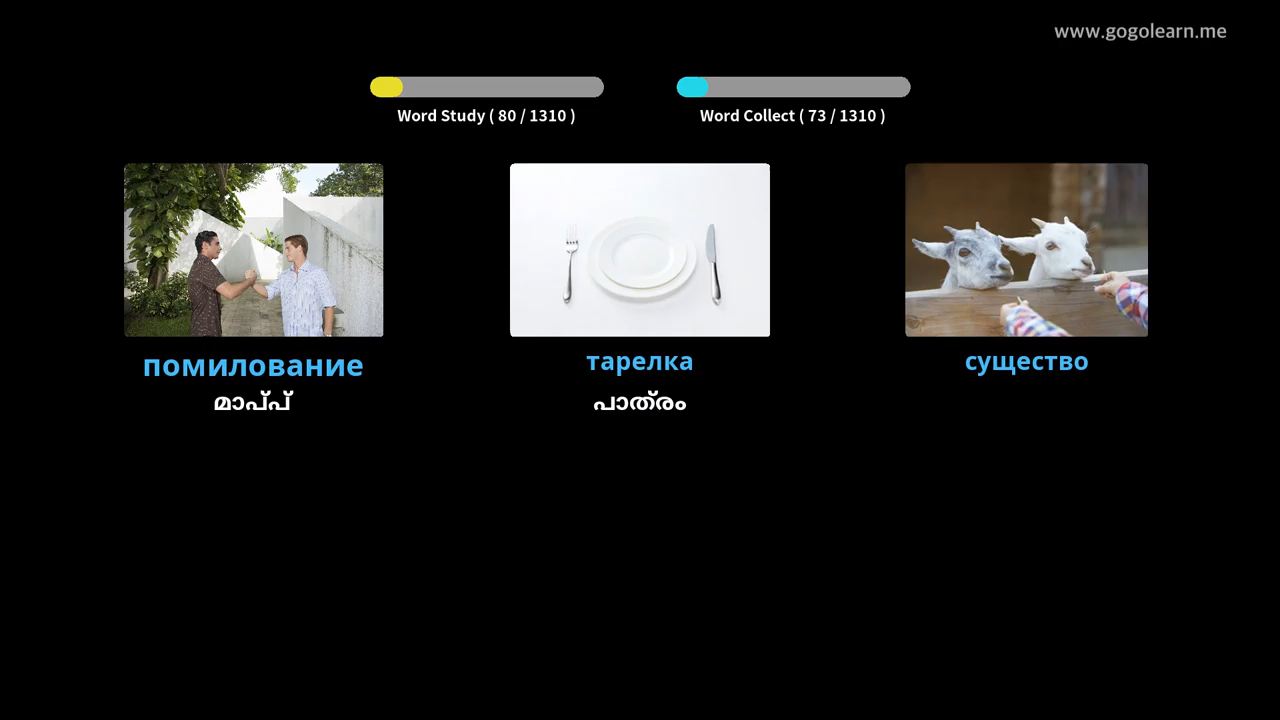 www.gogolearn.me
Word Study ( 80 / 1310 )
Word Collect ( 73 / 1310 )
помилование
тарелка
существо
മാപ്പ്
പാത്രം